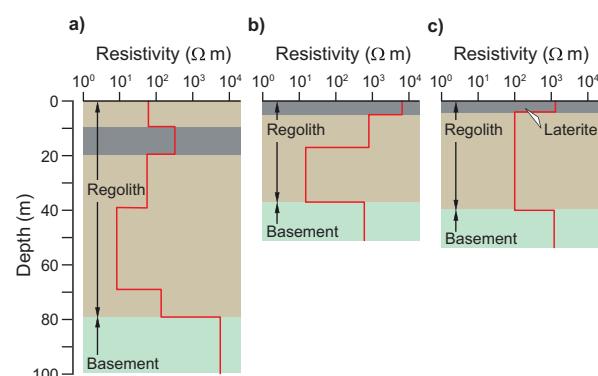 a)
Resistivity (Ω m)
10⁰ 10¹ 10² 10³ 10⁴
0
20
40
60
80
100
Depth (m)
Regolith
Basement
b)
Resistivity (Ω m)
10⁰ 10¹ 10² 10³ 10⁴
Regolith
Basement
c)
Resistivity (Ω m)
10⁰ 10¹ 10² 10³ 10⁴
Regolith
Laterite
Basement